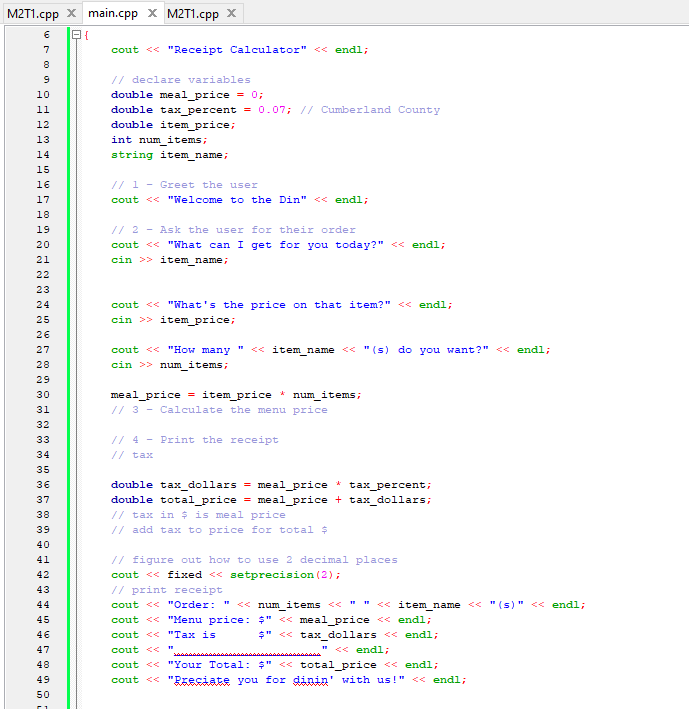 M2T1.cpp X main.cpp X M2T1.cpp X
6 {
7 cout << "Receipt Calculator" << endl;
8
9 // declare variables
10 double meal_price = 0;
11 double tax_percent = 0.07; // Cumberland County
12 double item_price;
13 int num_items;
14 string item_name;
15
16 // 1 - Greet the user
17 cout << "Welcome to the Din" << endl;
18
19 // 2 - Ask the user for their order
20 cout << "What can I get for you today?" << endl;
21 cin >> item_name;
22
23
24 cout << "What's the price on that item?" << endl;
25 cin >> item_price;
26
27 cout << "How many " << item_name << "(s) do you want?" << endl;
28 cin >> num_items;
29
30 meal_price = item_price * num_items;
31 // 3 - Calculate the menu price
32
33 // 4 - Print the receipt
34 // tax
35
36 double tax_dollars = meal_price * tax_percent;
37 double total_price = meal_price + tax_dollars;
38 // tax in $ is meal price
39 // add tax to price for total $
40
41 // figure out how to use 2 decimal places
42 cout << fixed << setprecision(2);
43 // print receipt
44 cout << "Order: " << num_items << " " << item_name << "(s)" << endl;
45 cout << "Menu price: $" << meal_price << endl;
46 cout << "Tax is      $" << tax_dollars << endl;
47 cout << "_____________________" << endl;
48 cout << "Your Total: $" << total_price << endl;
49 cout << "Preciate you for dinin' with us!" << endl;
50
51